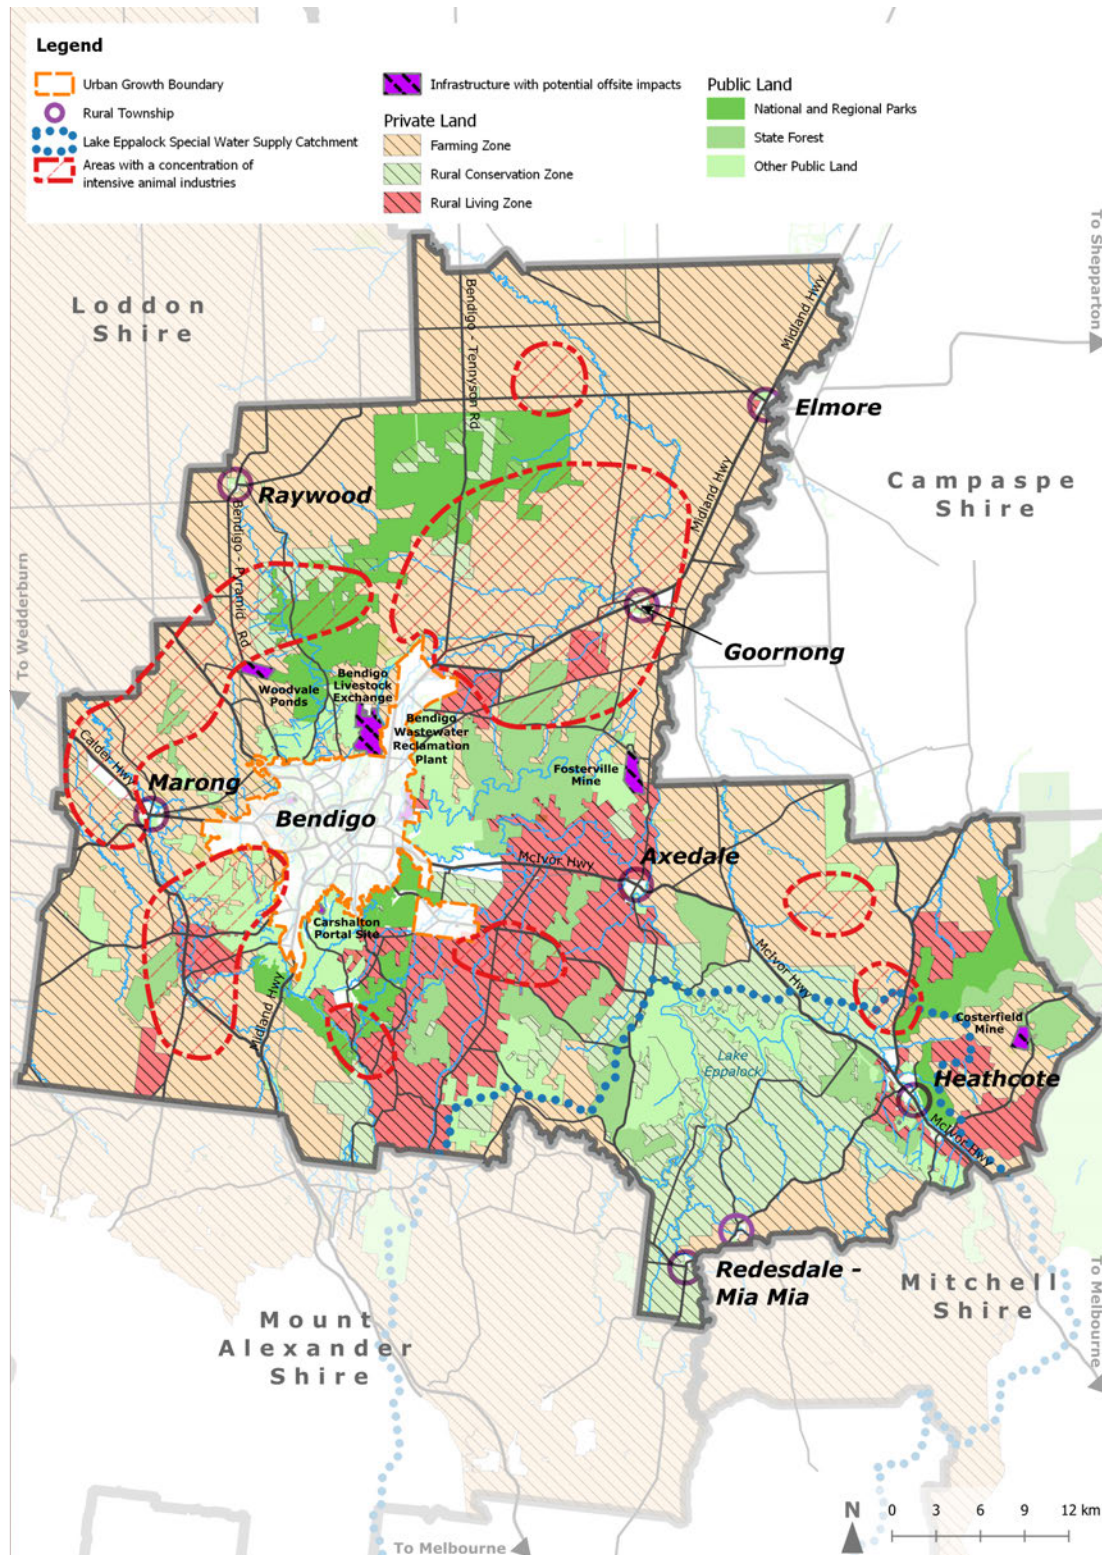 Legend
Urban Growth Boundary
Rural Township
Lake Eppalock Special Water Supply Catchment
Areas with a concentration of
intensive animal industries
Infrastructure with potential offsite impacts
Private Land
Farming Zone
Rural Conservation Zone
Rural Living Zone
Public Land
National and Regional Parks
State Forest
Other Public Land
To Shepparton
Loddon
Shire
Bendigo - Tennyson Rd
Midland Hwy
Elmore
Campaspe
Shire
Raywood
Midland Hwy
Bendigo - Pyramid Rd
To Wedderburn
Goornong
Woodvale
Ponds
Bendigo
Livestock
Exchange
Bendigo
Wastewater
Reclamation
Plant
Calder Hwy
Marong
Fosterville
Mine
Bendigo
McIvor Hwy
Axedale
Carshalton
Portal Site
McIvor Hwy
Midland Hwy
Costerfield
Mine
Lake
Eppalock
Heathcote
McIvor Hwy
Redesdale -
Mia Mia
Mitchell
Shire
To Melbourne
Mount
Alexander
Shire
N
0 3 6 9 12 km
To Melbourne